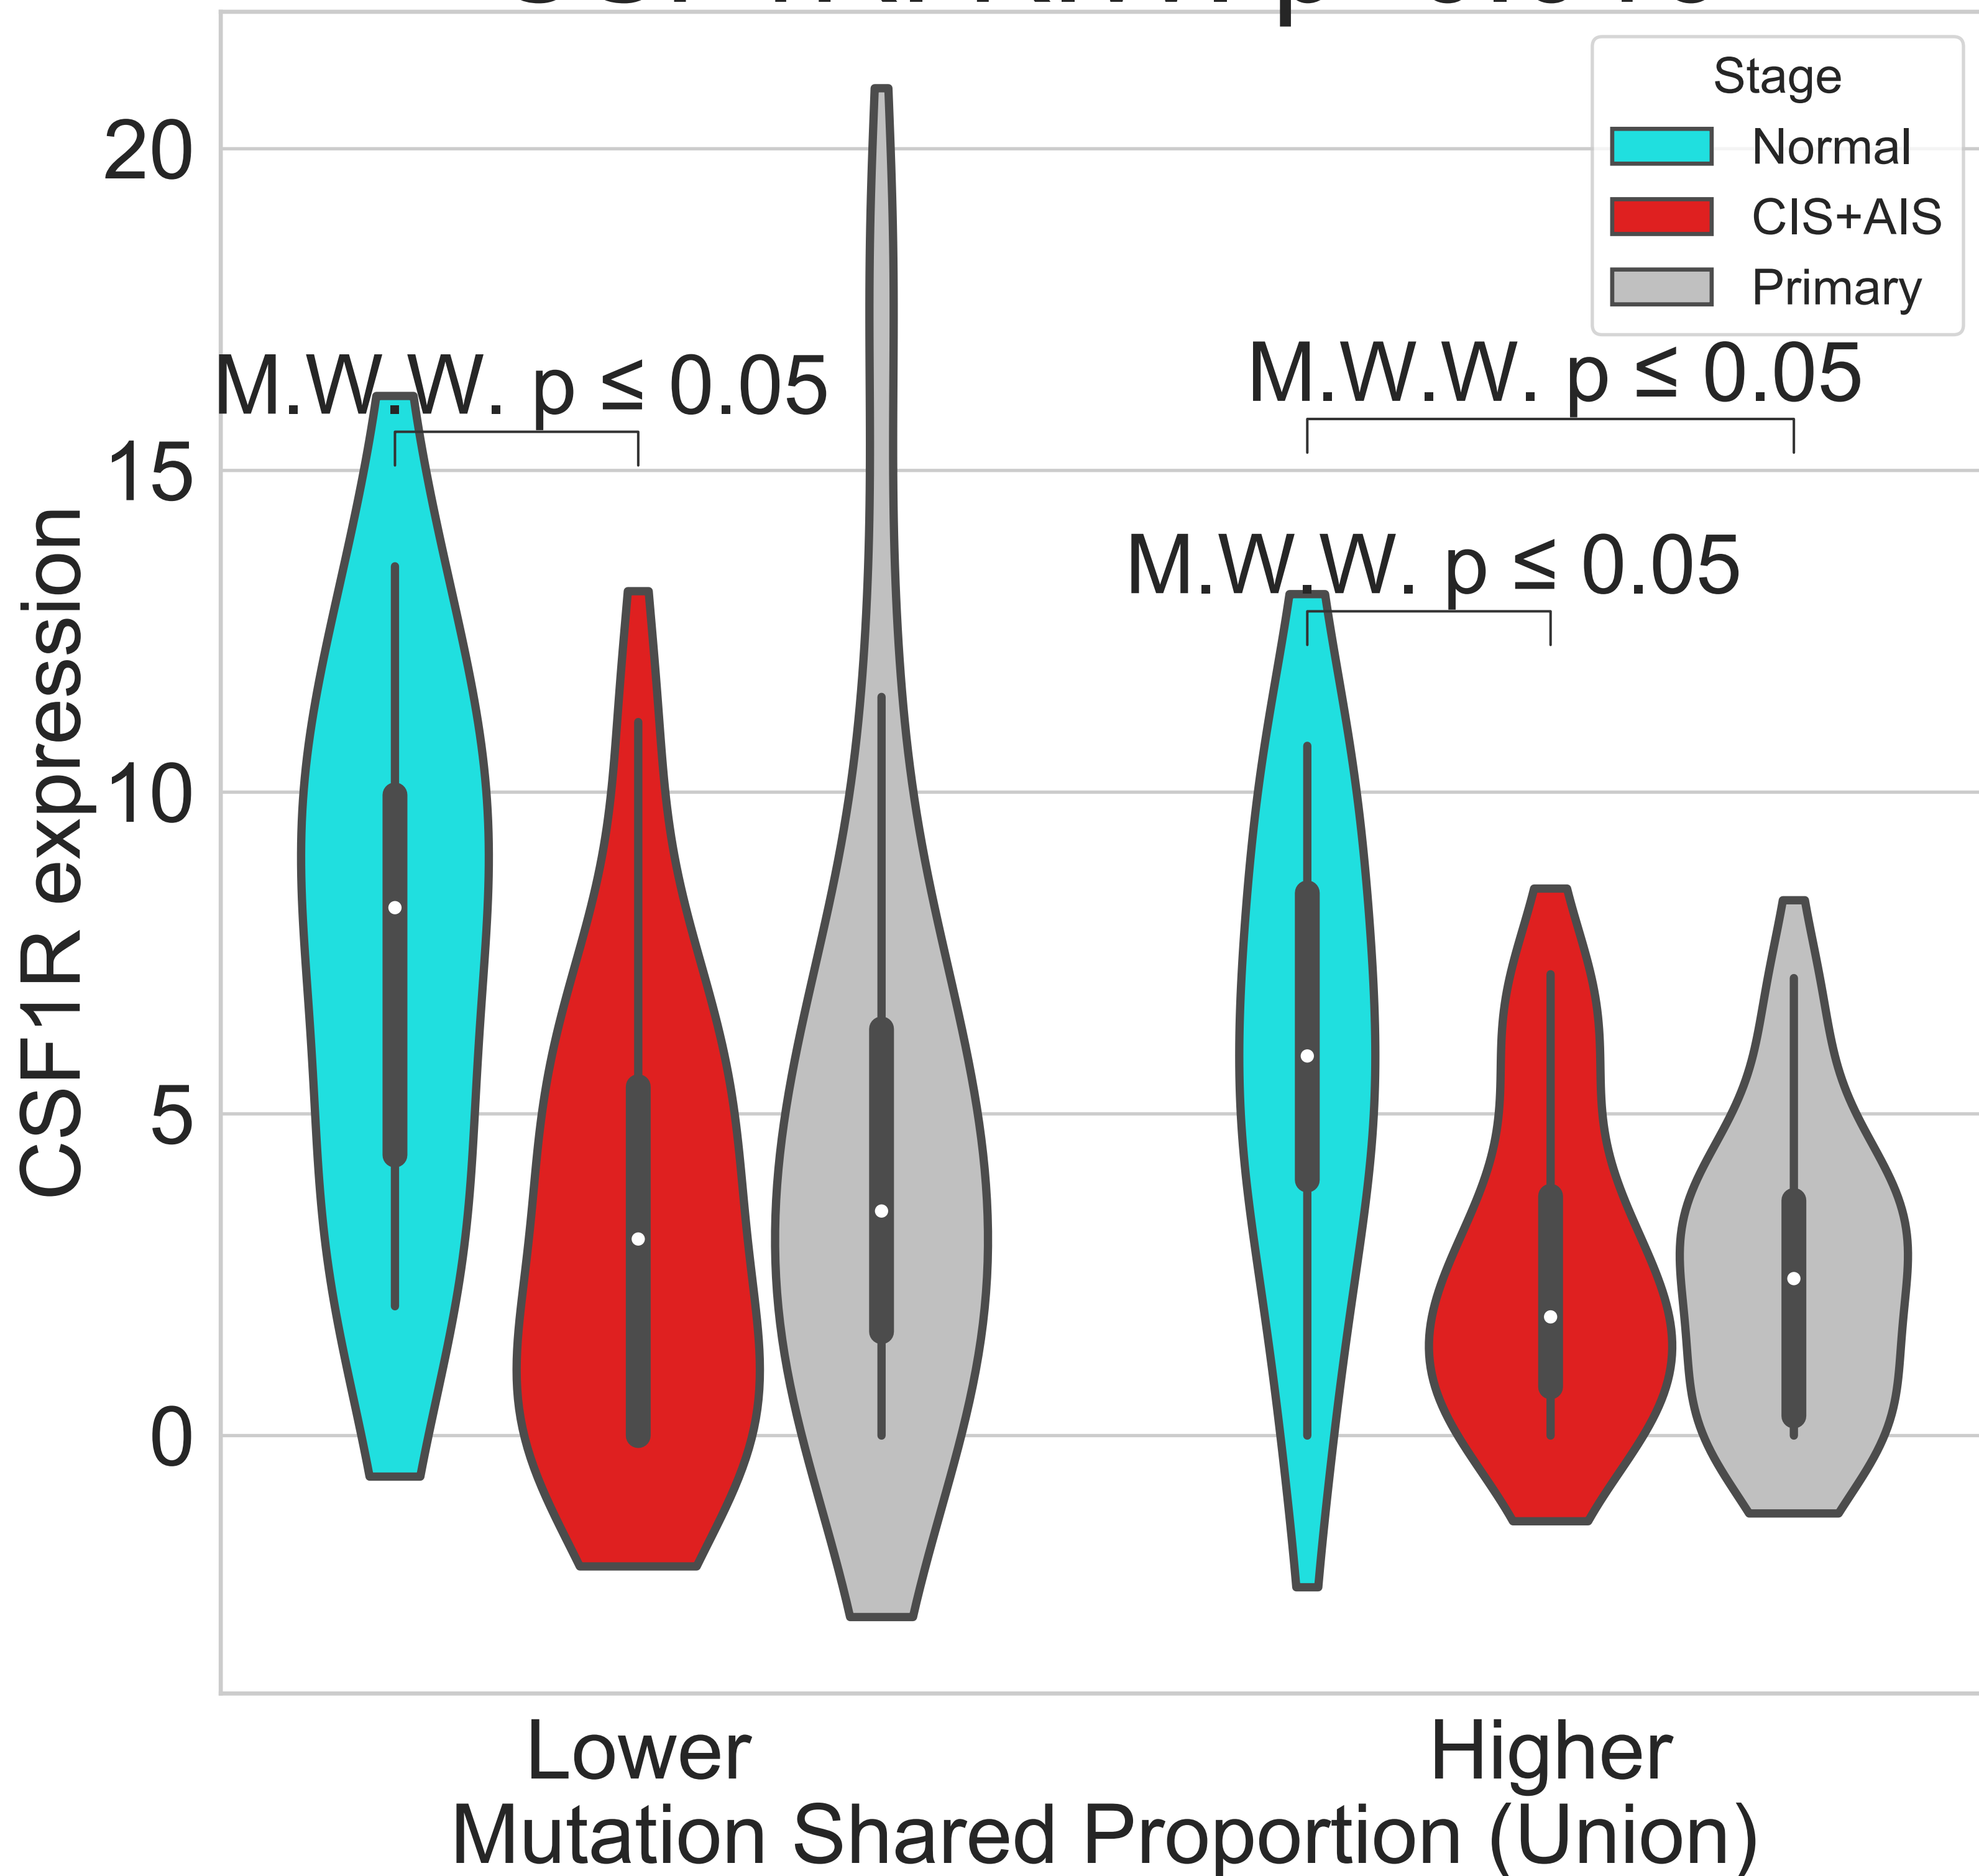 Stage
Normal
CIS+AIS
Primary
20
15
10
5
0
CSF1R expression
M.W.W. p ≤ 0.05
M.W.W. p ≤ 0.05
M.W.W. p ≤ 0.05
Lower
Higher
Mutation Shared Proportion (Union)